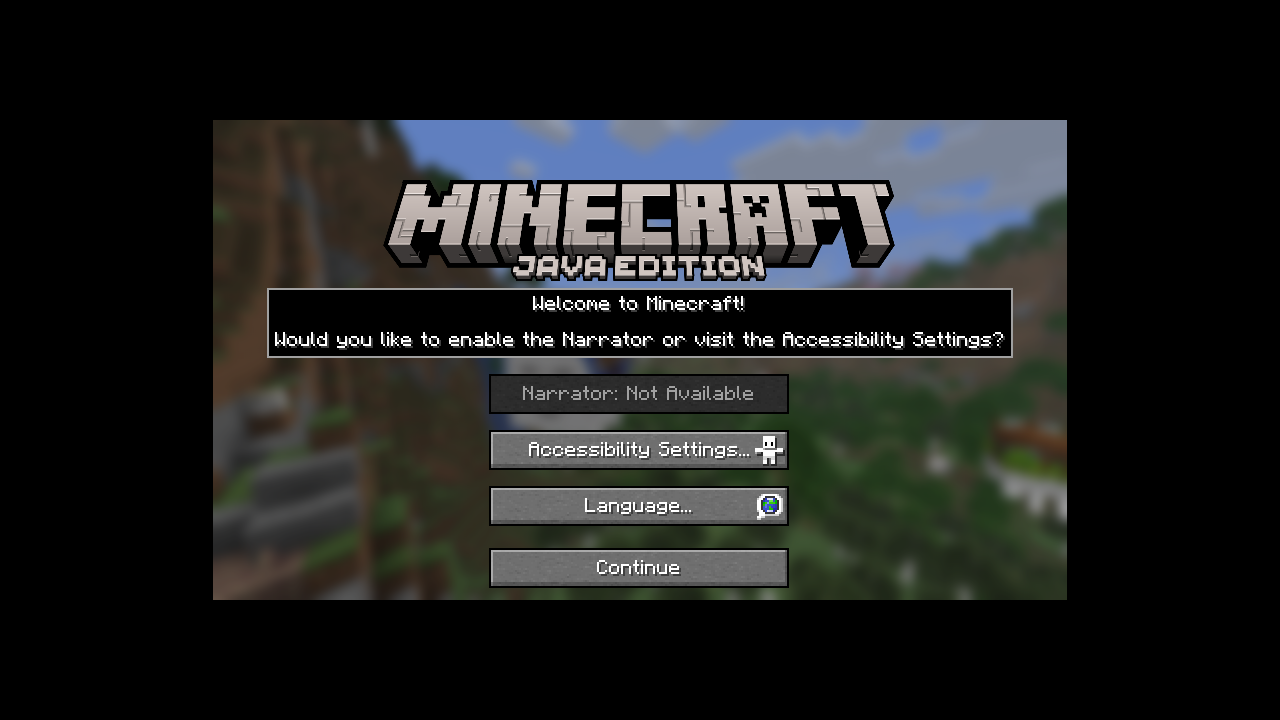 MINECRAFT
JAVA EDITION
Welcome to Minecraft!
Would you like to enable the Narrator or visit the Accessibility Settings?
Narrator: Not Available
Accessibility Settings...
Language...
Continue